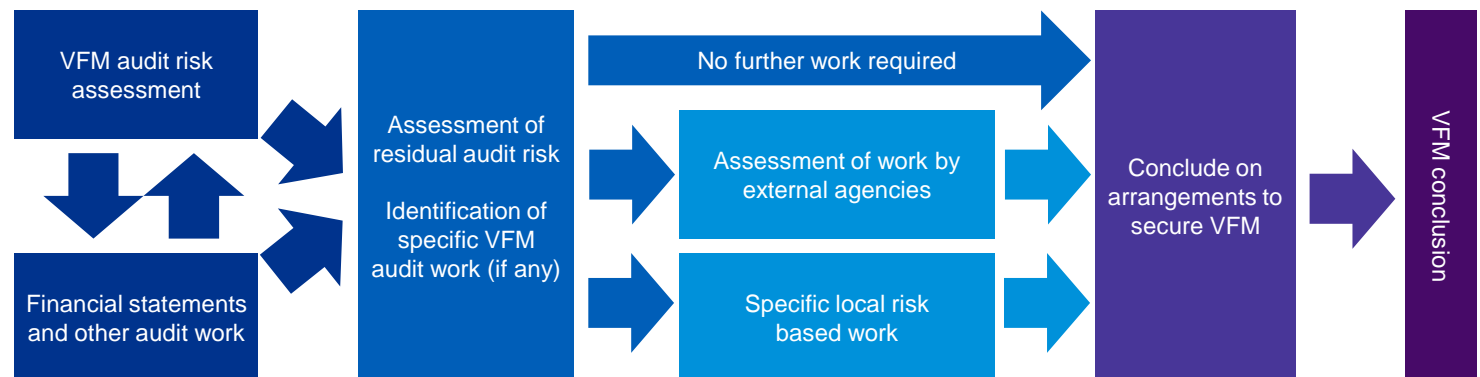 VFM audit risk
assessment
Financial statements
and other audit work
Assessment of
residual audit risk
Identification of
specific VFM
audit work (if any)
No further work required
Assessment of work by
external agencies
Specific local risk
based work
Conclude on
arrangements to
secure VFM
VFM conclusion